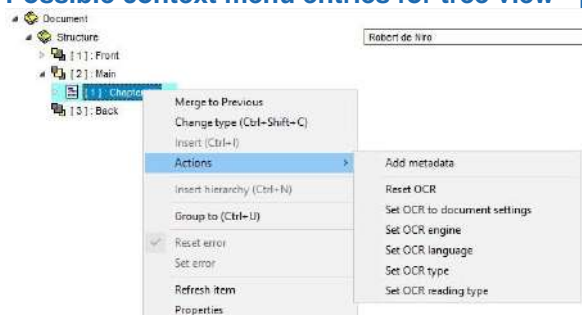 Possible context menu entries for tree view
Document
Structure
Robert de Niro
[1]: Front
[2]: Main
[1]: Chapter
[3]: Back
Merge to Previous
Change type (Ctrl+Shift+C)
Insert (Ctrl+I)
Actions
Insert hierarchy (Ctrl+N)
Group to (Ctrl+U)
Reset error
Set error
Refresh item
Properties
Add metadata
Reset OCR
Set OCR to document settings
Set OCR engine
Set OCR language
Set OCR type
Set OCR reading type